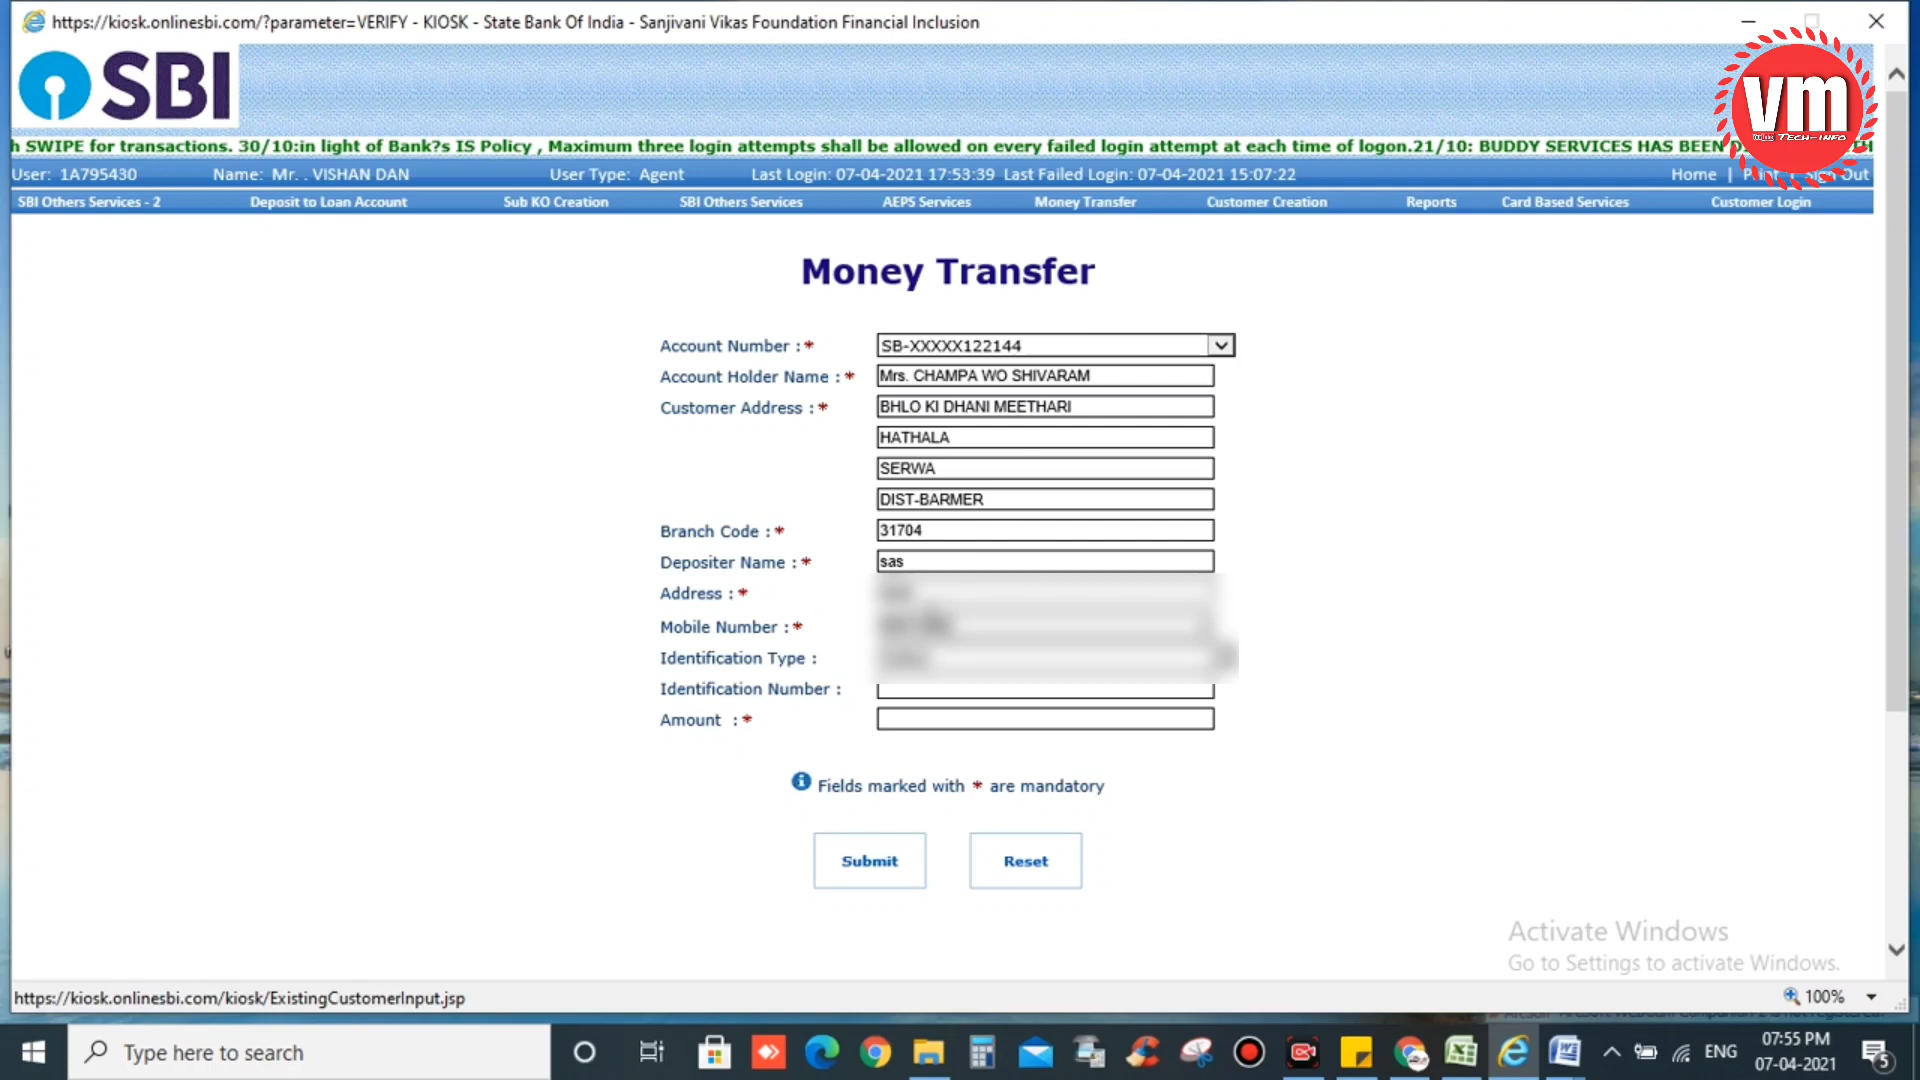 https://kiosk.onlinesbi.com/?parameter=VERIFY - KIOSK - State Bank Of India - Sanjivani Vikas Foundation Financial Inclusion
SBI
vm
Tech-Info
h SWIPE for transactions. 30/10:in light of Bank?s IS Policy , Maximum three login attempts shall be allowed on every failed login attempt at each time of logon.21/10: BUDDY SERVICES HAS BEEN
User: 1A795430 Name: Mr. . VISHAN DAN User Type: Agent Last Login: 07-04-2021 17:53:39 Last Failed Login: 07-04-2021 15:07:22 Home | Print | Sign Out
SBI Others Services - 2 Deposit to Loan Account Sub KO Creation SBI Others Services AEPS Services Money Transfer Customer Creation Reports Card Based Services Customer Login
Money Transfer
Account Number : * SB-XXXXX122144
Account Holder Name : * Mrs. CHAMPA WO SHIVARAM
Customer Address : * BHLO KI DHANI MEETHARI
HATHALA
SERWA
DIST-BARMER
Branch Code : * 31704
Depositer Name : * sas
Address : *
Mobile Number : *
Identification Type :
Identification Number :
Amount : *
Fields marked with * are mandatory
Submit Reset
Activate Windows
Go to Settings to activate Windows.
https://kiosk.onlinesbi.com/kiosk/ExistingCustomerInput.jsp
100%
Type here to search
ENG
07:55 PM
07-04-2021
5